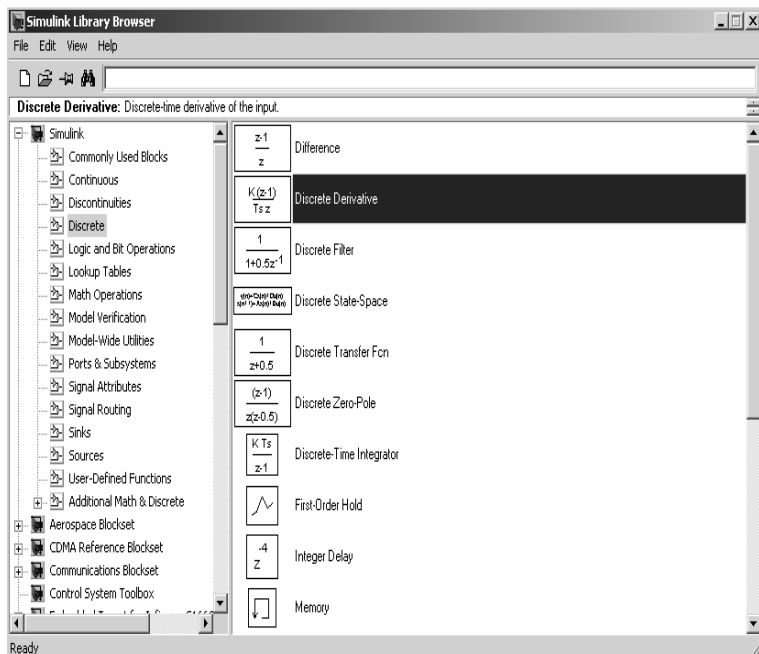 Simulink Library Browser
File Edit View Help
Discrete Derivative: Discrete-time derivative of the input.
Simulink
Commonly Used Blocks
Continuous
Discontinuities
Discrete
Logic and Bit Operations
Lookup Tables
Math Operations
Model Verification
Model-Wide Utilities
Ports & Subsystems
Signal Attributes
Signal Routing
Sinks
Sources
User-Defined Functions
Additional Math & Discrete
Aerospace Blockset
CDMA Reference Blockset
Communications Blockset
Control System Toolbox
z-1
z
Difference
K (z-1)
Ts z
Discrete Derivative
1
1+0.5z-1
Discrete Filter
Discrete State-Space
1
z+0.5
Discrete Transfer Fcn
(z-1)
z(z-0.5)
Discrete Zero-Pole
K Ts
z-1
Discrete-Time Integrator
First-Order Hold
-4
Z
Integer Delay
Memory
Ready